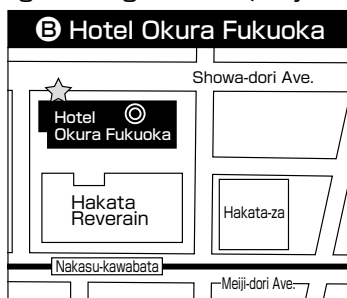 B Hotel Okura Fukuoka
Showa-dori Ave.
Hotel
Okura Fukuoka
Hakata
Reverain
Hakata-za
Nakasu-kawabata
Meiji-dori Ave.